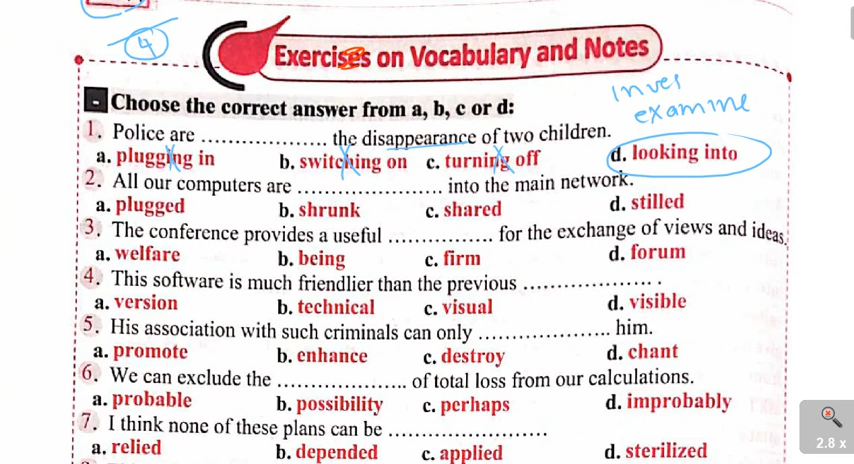 4
Exercises on Vocabulary and Notes
- Choose the correct answer from a, b, c or d:
inves
examine
1. Police are .................... the disappearance of two children.
a. plugging in b. switching on c. turning off d. looking into
2. All our computers are ....................... into the main network.
a. plugged b. shrunk c. shared d. stilled
3. The conference provides a useful ................. for the exchange of views and ideas.
a. welfare b. being c. firm d. forum
4. This software is much friendlier than the previous ..................... .
a. version b. technical c. visual d. visible
5. His association with such criminals can only ..................... him.
a. promote b. enhance c. destroy d. chant
6. We can exclude the ..................... of total loss from our calculations.
a. probable b. possibility c. perhaps d. improbably
7. I think none of these plans can be ..........................
a. relied b. depended c. applied d. sterilized
2.8 x